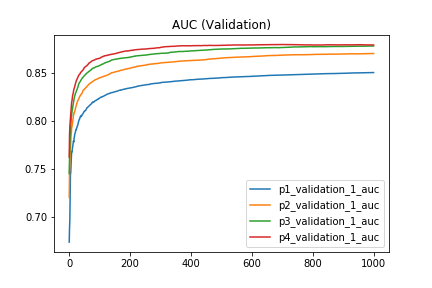 AUC (Validation)
0.85
0.80
0.75
0.70
p1_validation_1_auc
p2_validation_1_auc
p3_validation_1_auc
p4_validation_1_auc
0 200 400 600 800 1000